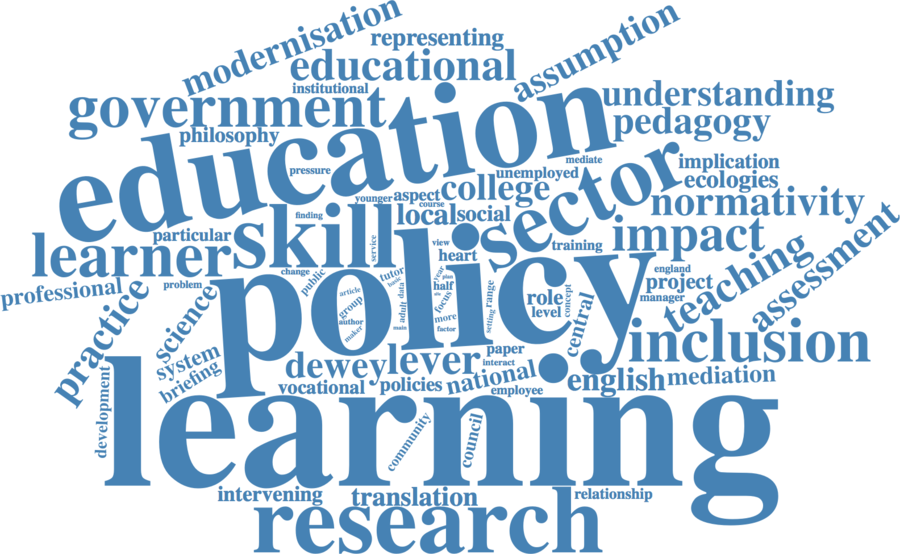 modernisation
representing
educational
assumption
institutional
government
understanding
philosophy
pedagogy
education
pressure
mediate
unemployed
implication
ecologies
younger
aspect
college
sector
normativity
course
finding
local
social
skill
learner
particular
service
view
heart
training
impact
assessment
teaching
professional
problem
change
public
tutor
basic
policy
year
plan
half
england
project
manager
practice
science
article
group
author
maker
data
adult
main
focus
more
factor
range
setting
role
level
concept
central
inclusion
system
briefing
dewey
lever
paper
interact
national
employee
english
mediation
vocational
policies
development
learning
community
council
intervening
translation
relationship
research